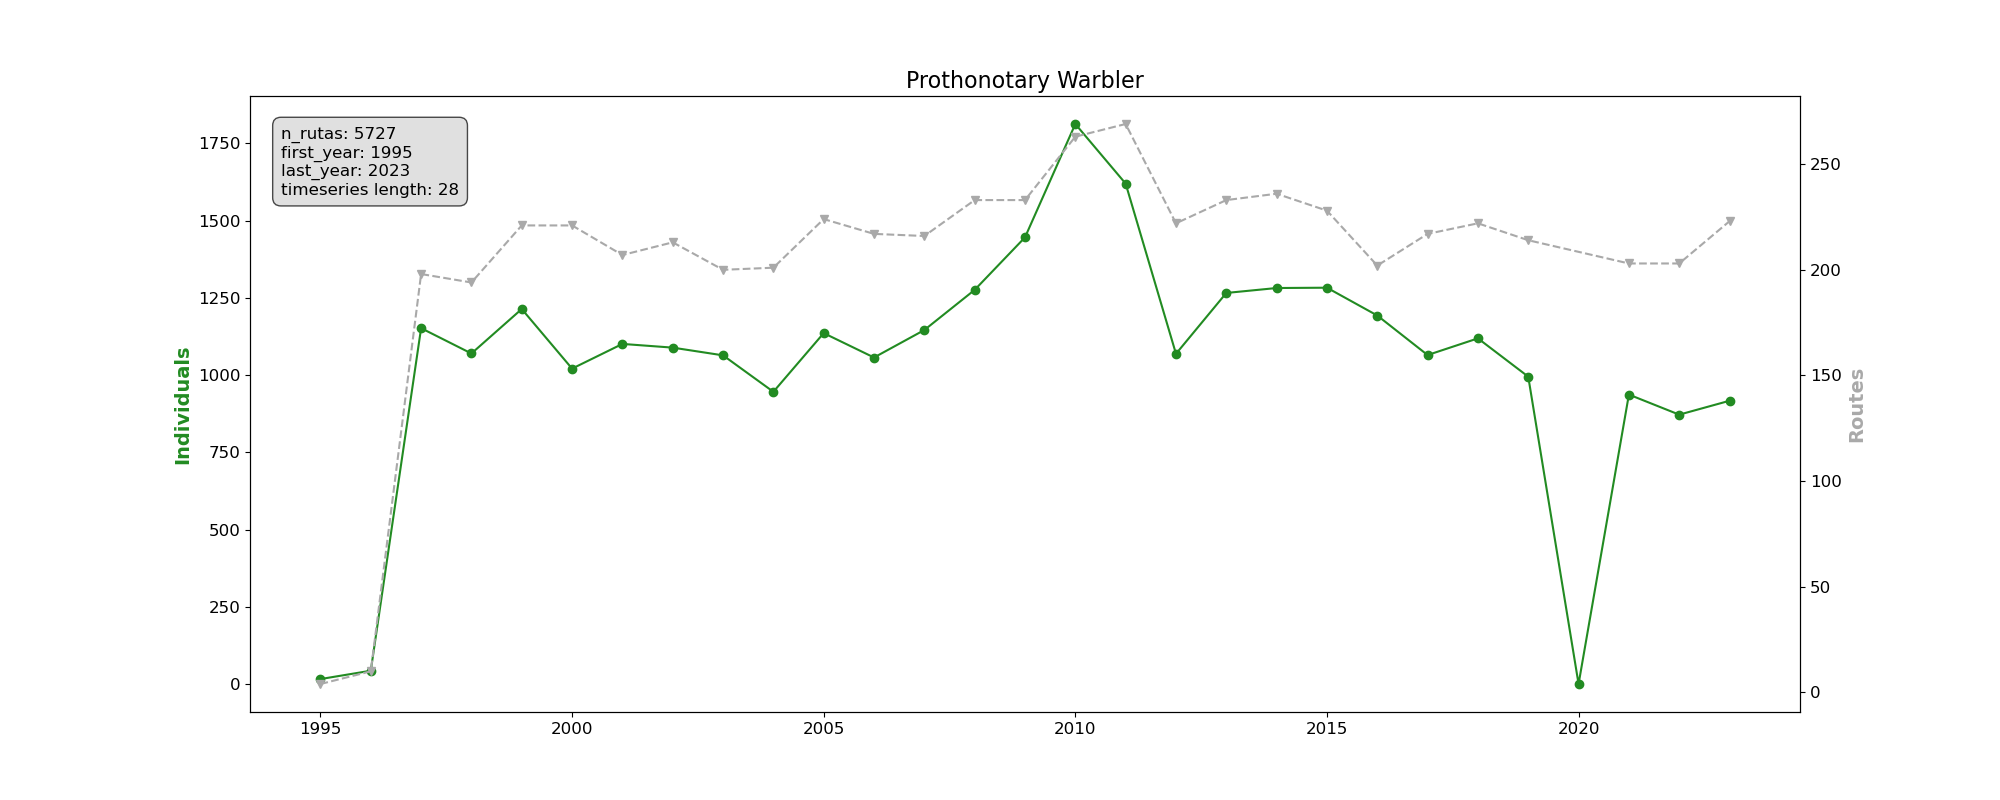 Prothonotary Warbler
n_rutas: 5727
first_year: 1995
last_year: 2023
timeseries length: 28
Individuals
1750
1500
1250
1000
750
500
250
0
250
200
150
100
50
0
Routes
1995 2000 2005 2010 2015 2020